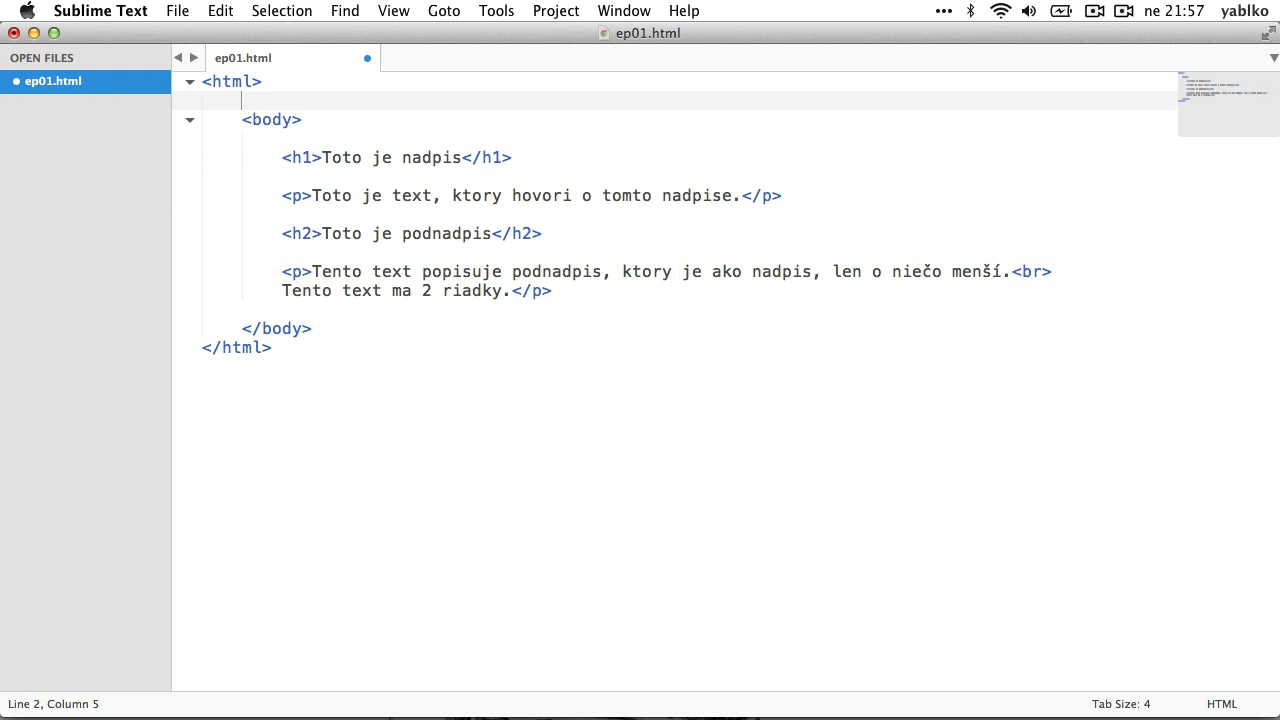 Sublime Text File Edit Selection Find View Goto Tools Project Window Help ne 21:57 yablko
ep01.html
OPEN FILES
ep01.html
ep01.html
<html>
<body>
<h1>Toto je nadpis</h1>
<p>Toto je text, ktory hovori o tomto nadpise.</p>
<h2>Toto je podnadpis</h2>
<p>Tento text popisuje podnadpis, ktory je ako nadpis, len o niečo menší.<br>
Tento text ma 2 riadky.</p>
</body>
</html>
Line 2, Column 5 Tab Size: 4 HTML